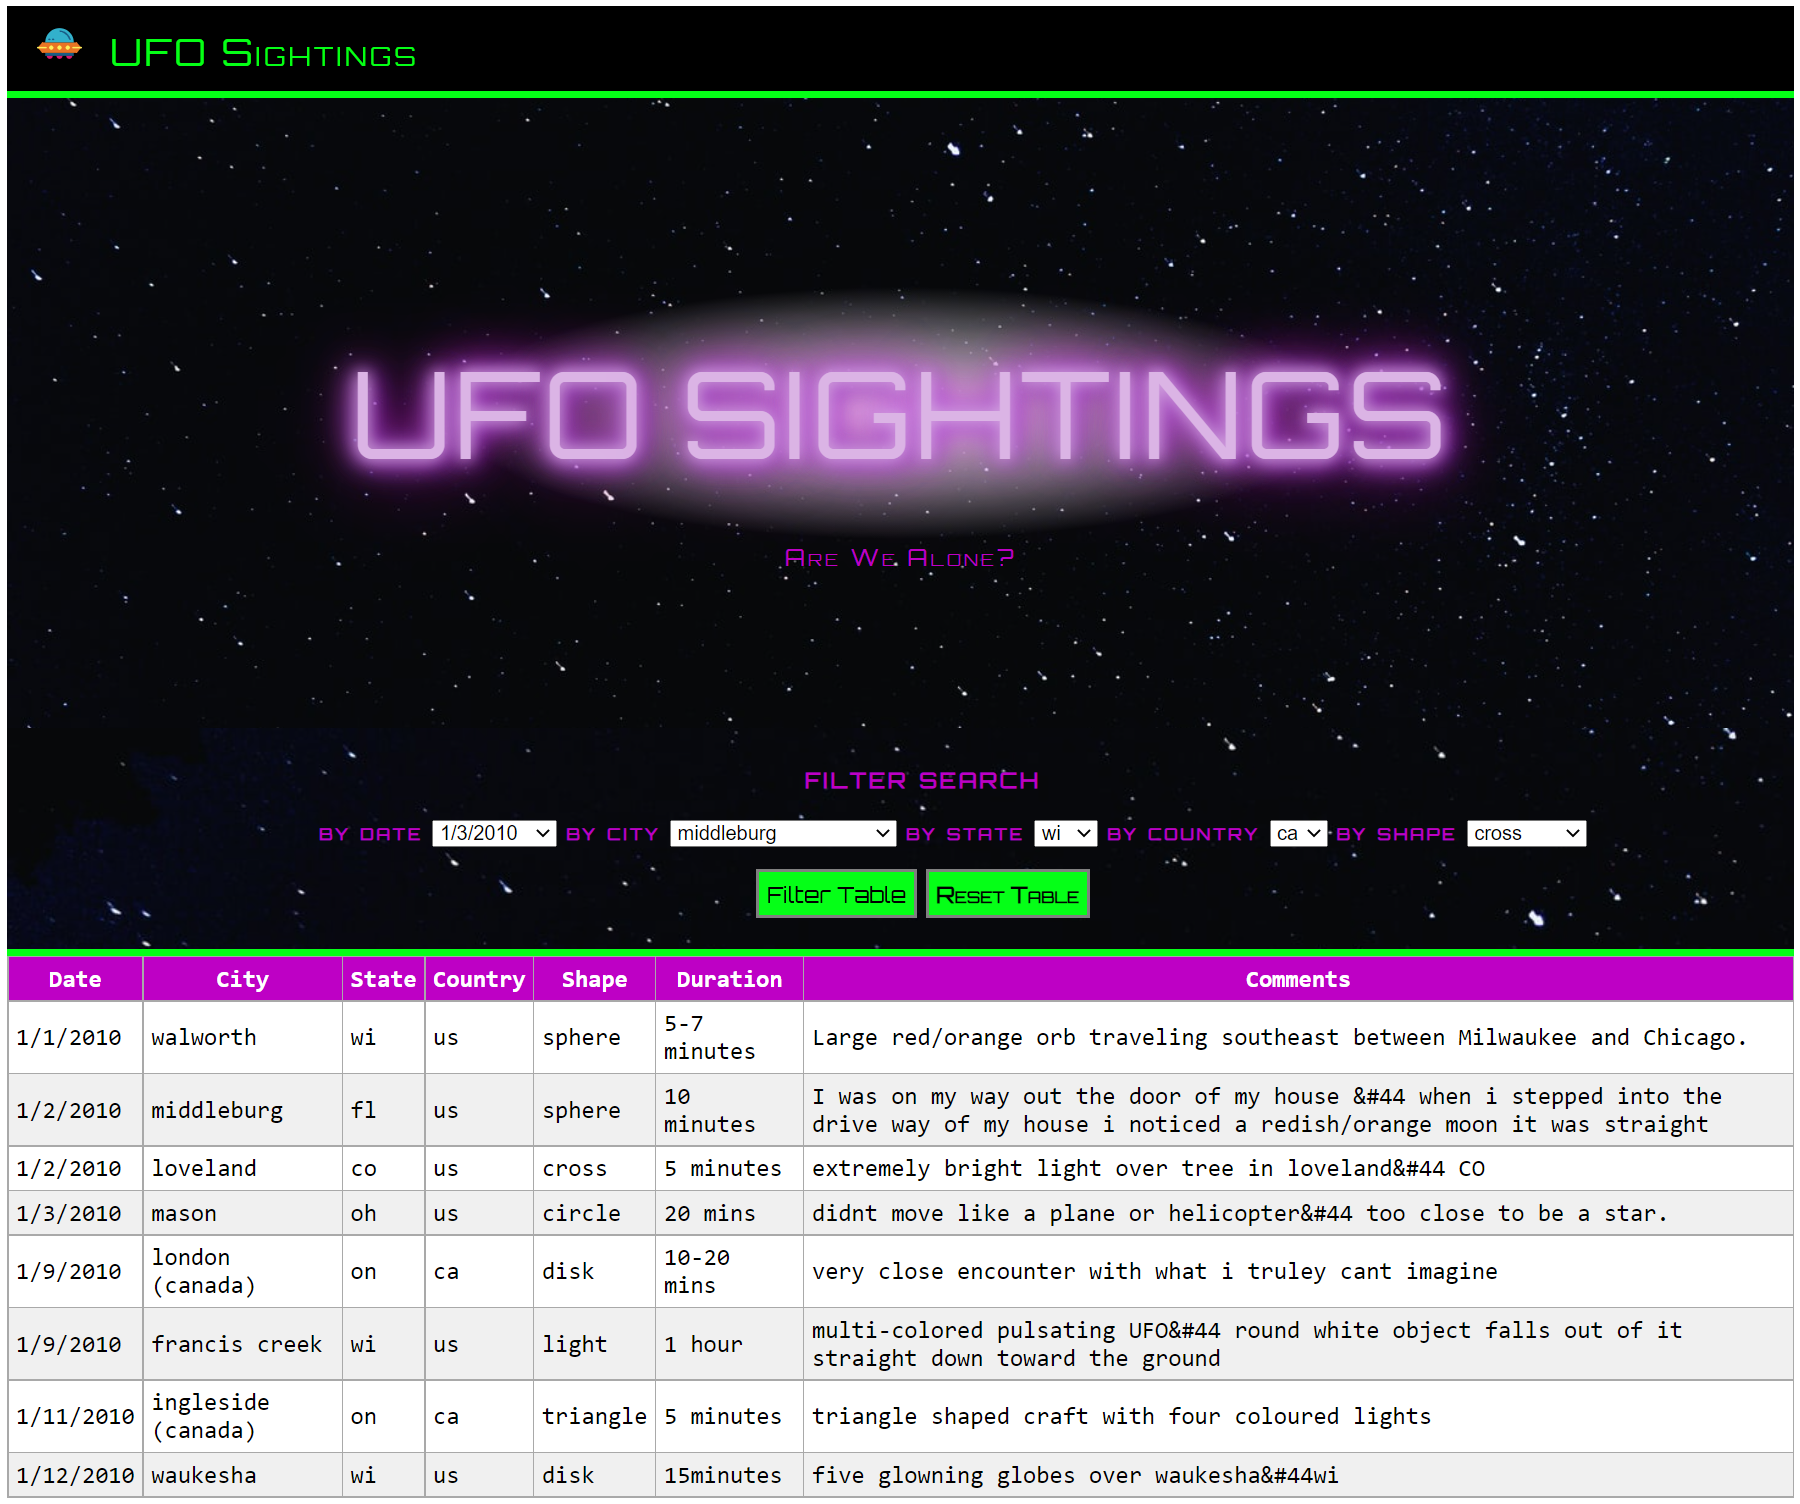 UFO Sightings
UFO SIGHTINGS
Are We Alone?
FILTER SEARCH
BY DATE 1/3/2010 BY CITY middleburg BY STATE wi BY COUNTRY ca BY SHAPE cross
Filter Table Reset Table
Date City State Country Shape Duration Comments
1/1/2010 walworth wi us sphere 5-7 minutes Large red/orange orb traveling southeast between Milwaukee and Chicago.
1/2/2010 middleburg fl us sphere 10 minutes I was on my way out the door of my house &#44 when i stepped into the
drive way of my house i noticed a redish/orange moon it was straight
1/2/2010 loveland co us cross 5 minutes extremely bright light over tree in loveland&#44 CO
1/3/2010 mason oh us circle 20 mins didnt move like a plane or helicopter&#44 too close to be a star.
1/9/2010 london (canada) on ca disk 10-20 mins very close encounter with what i truley cant imagine
1/9/2010 francis creek wi us light 1 hour multi-colored pulsating UFO&#44 round white object falls out of it
straight down toward the ground
1/11/2010 ingleside (canada) on ca triangle 5 minutes triangle shaped craft with four coloured lights
1/12/2010 waukesha wi us disk 15minutes five glowning globes over waukesha&#44wi